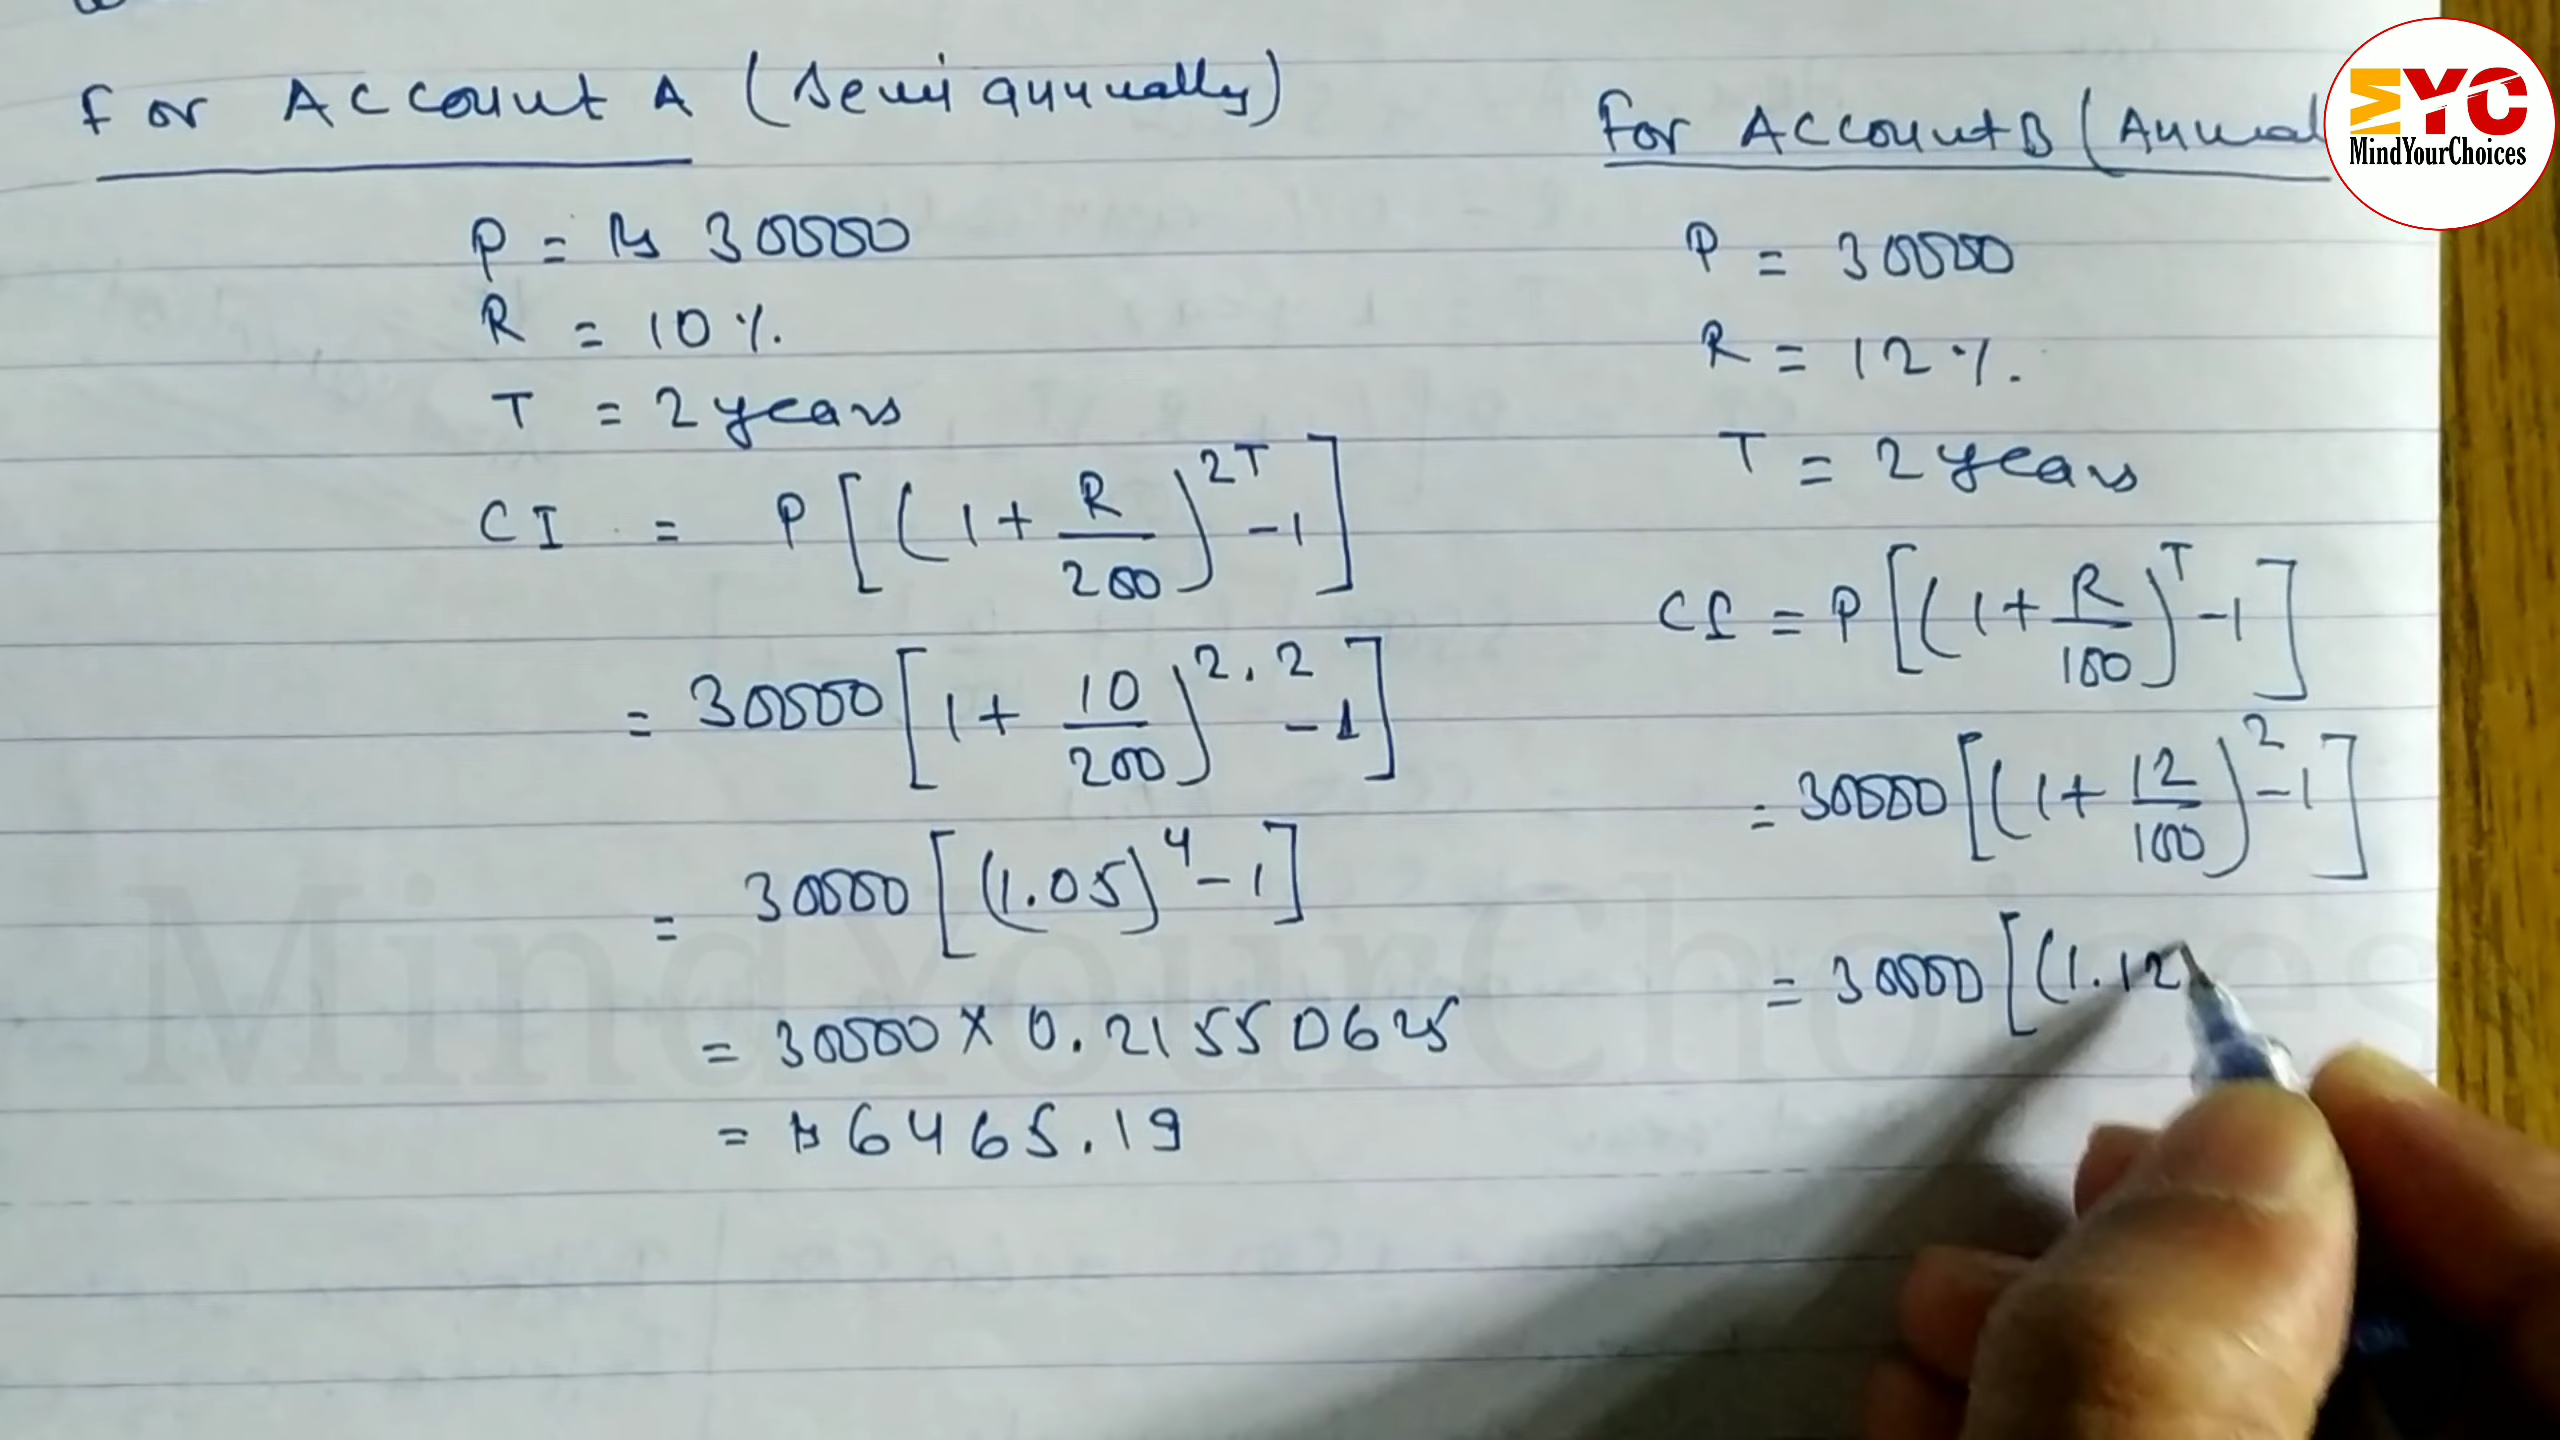 For Account A (Semi annually)
P = Rs 30000
R = 10 %.
T = 2 years
CI = P[(1 + R/200)^2T - 1]
= 30000[1 + 10/200)^2.2 - 1]
= 30000[(1.05)^4 - 1]
= 30000 × 0.21550625
= Rs 6465.19
For Account B (Annual
P = 30000
R = 12 %.
T = 2 years
CI = P[(1 + R/100)^T - 1]
= 30000[(1 + 12/100)^2 - 1]
= 30000[(1.12
MYC
MindYourChoices
MindYourChoices